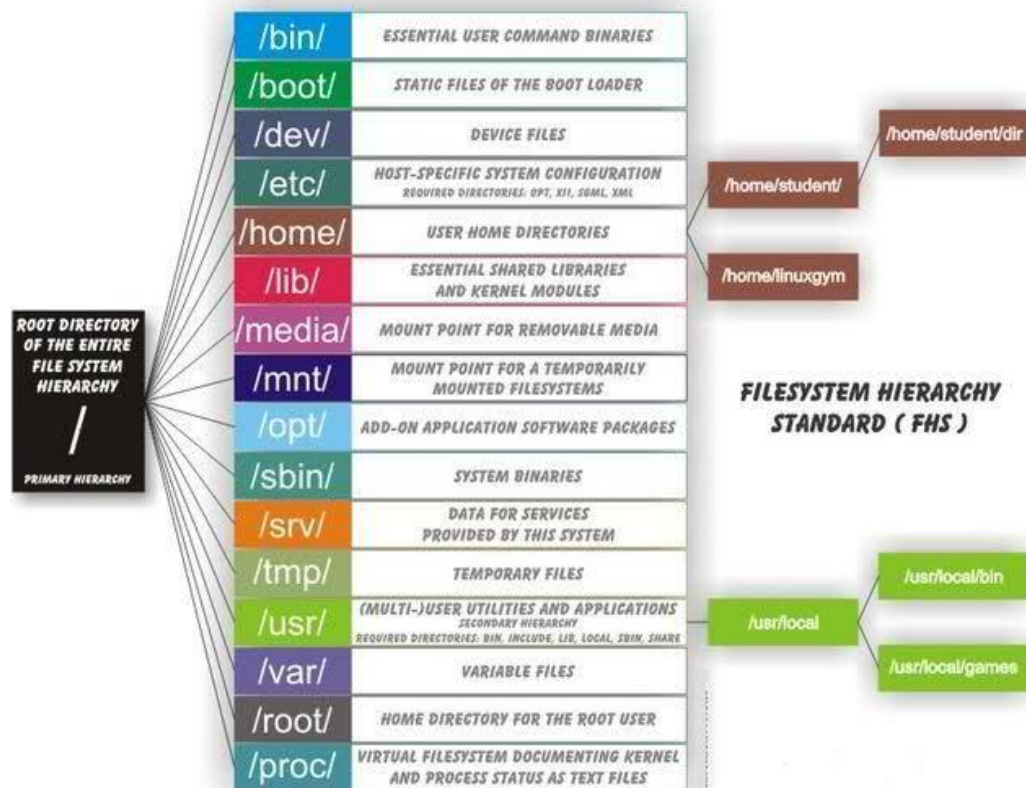 ROOT DIRECTORY
OF THE ENTIRE
FILE SYSTEM
HIERARCHY
/
PRIMARY HIERARCHY
/bin/ ESSENTIAL USER COMMAND BINARIES
/boot/ STATIC FILES OF THE BOOT LOADER
/dev/ DEVICE FILES
/etc/ HOST-SPECIFIC SYSTEM CONFIGURATION
REQUIRED DIRECTORIES: OPT, XII, SGML, XML
/home/ USER HOME DIRECTORIES
/lib/ ESSENTIAL SHARED LIBRARIES
AND KERNEL MODULES
/media/ MOUNT POINT FOR REMOVABLE MEDIA
/mnt/ MOUNT POINT FOR A TEMPORARILY
MOUNTED FILESYSTEMS
/opt/ ADD-ON APPLICATION SOFTWARE PACKAGES
/sbin/ SYSTEM BINARIES
/srv/ DATA FOR SERVICES
PROVIDED BY THIS SYSTEM
/tmp/ TEMPORARY FILES
/usr/ (MULTI-)USER UTILITIES AND APPLICATIONS
SECONDARY HIERARCHY
REQUIRED DIRECTORIES: BIN, INCLUDE, LIB, LOCAL, SBIN, SHARE
/var/ VARIABLE FILES
/root/ HOME DIRECTORY FOR THE ROOT USER
/proc/ VIRTUAL FILESYSTEM DOCUMENTING KERNEL
AND PROCESS STATUS AS TEXT FILES
/home/student/
/home/student/dir
/home/linuxgym
FILESYSTEM HIERARCHY
STANDARD ( FHS )
/usr/local
/usr/local/bin
/usr/local/games